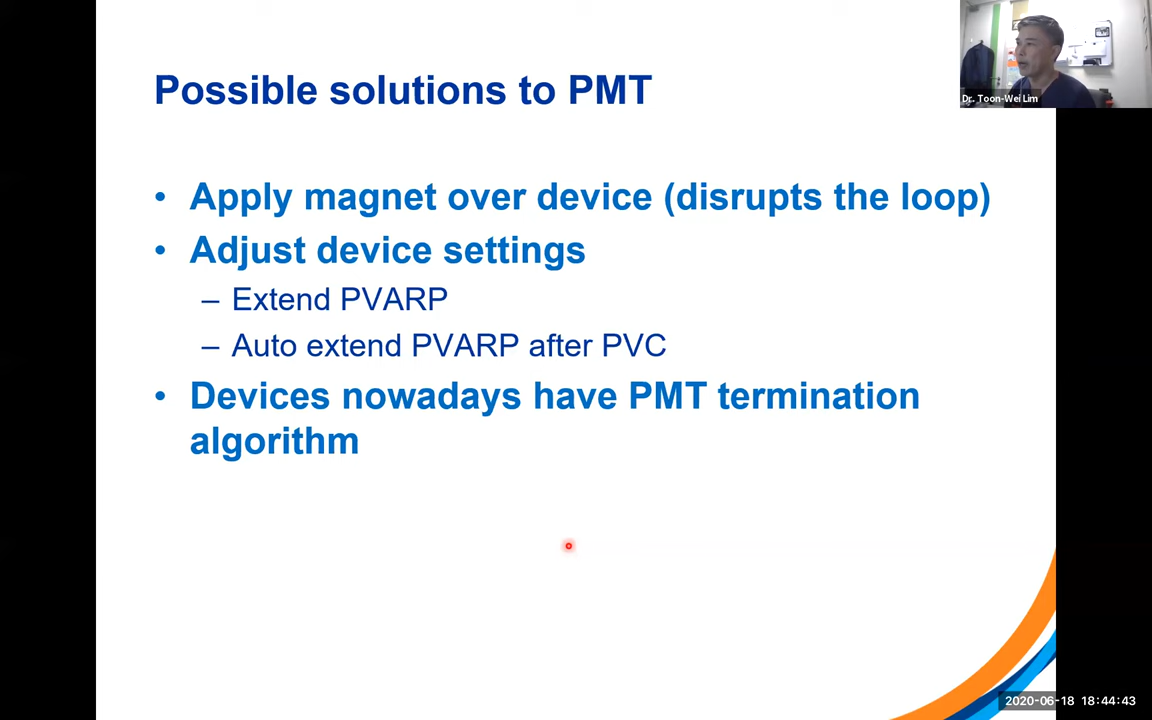 Possible solutions to PMT
Dr. Toon-Wei Lim
• Apply magnet over device (disrupts the loop)
• Adjust device settings
– Extend PVARP
– Auto extend PVARP after PVC
• Devices nowadays have PMT termination
algorithm
2020-06-18 18:44:43